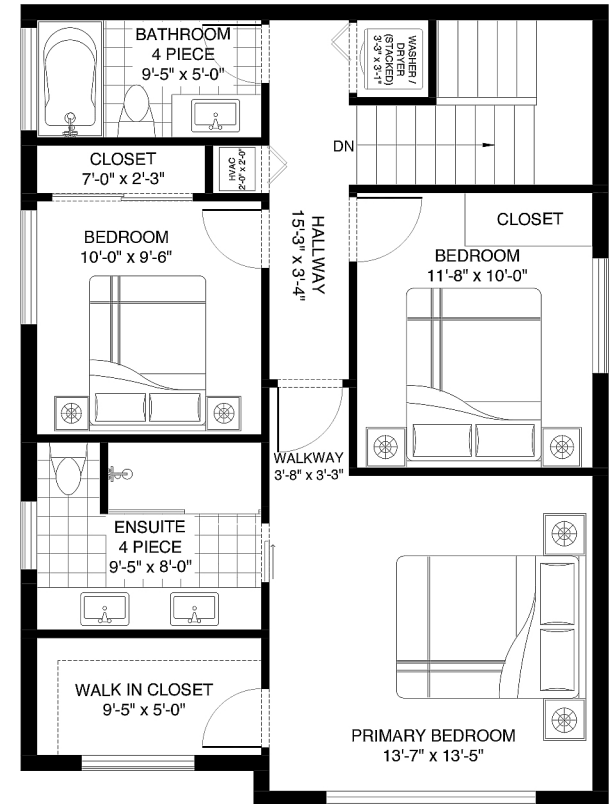 BATHROOM
4 PIECE
9'-5" x 5'-0"
WASHER /
DRYER
(STACKED)
3'-3" x 3'-1"
DN
CLOSET
7'-0" x 2'-3"
HVAC
2'-0" x 2'-0"
HALLWAY
15'-3" x 3'-4"
CLOSET
BEDROOM
10'-0" x 9'-6"
BEDROOM
11'-8" x 10'-0"
WALKWAY
3'-8" x 3'-3"
ENSUITE
4 PIECE
9'-5" x 8'-0"
WALK IN CLOSET
9'-5" x 5'-0"
PRIMARY BEDROOM
13'-7" x 13'-5"